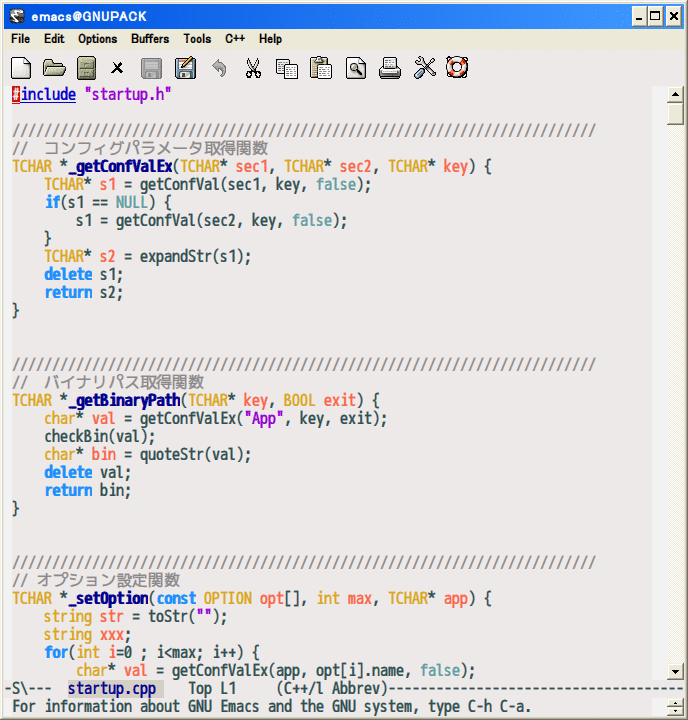 emacs@GNUPACK
File Edit Options Buffers Tools C++ Help
#include "startup.h"
/////////////////////////////////////////////////////////////////////////
//  コンフィグパラメータ取得関数
TCHAR *_getConfValEx(TCHAR* sec1, TCHAR* sec2, TCHAR* key) {
    TCHAR* s1 = getConfVal(sec1, key, false);
    if(s1 == NULL) {
        s1 = getConfVal(sec2, key, false);
    }
    TCHAR* s2 = expandStr(s1);
    delete s1;
    return s2;
}
/////////////////////////////////////////////////////////////////////////
//  バイナリパス取得関数
TCHAR *_getBinaryPath(TCHAR* key, BOOL exit) {
    char* val = getConfValEx("App", key, exit);
    checkBin(val);
    char* bin = quoteStr(val);
    delete val;
    return bin;
}
/////////////////////////////////////////////////////////////////////////
// オプション設定関数
TCHAR *_setOption(const OPTION opt[], int max, TCHAR* app) {
    string str = toStr("");
    string xxx;
    for(int i=0 ; i<max; i++) {
        char* val = getConfValEx(app, opt[i].name, false);
-S\---  startup.cpp    Top L1     (C++/l Abbrev)-------------------------------------
For information about GNU Emacs and the GNU system, type C-h C-a.